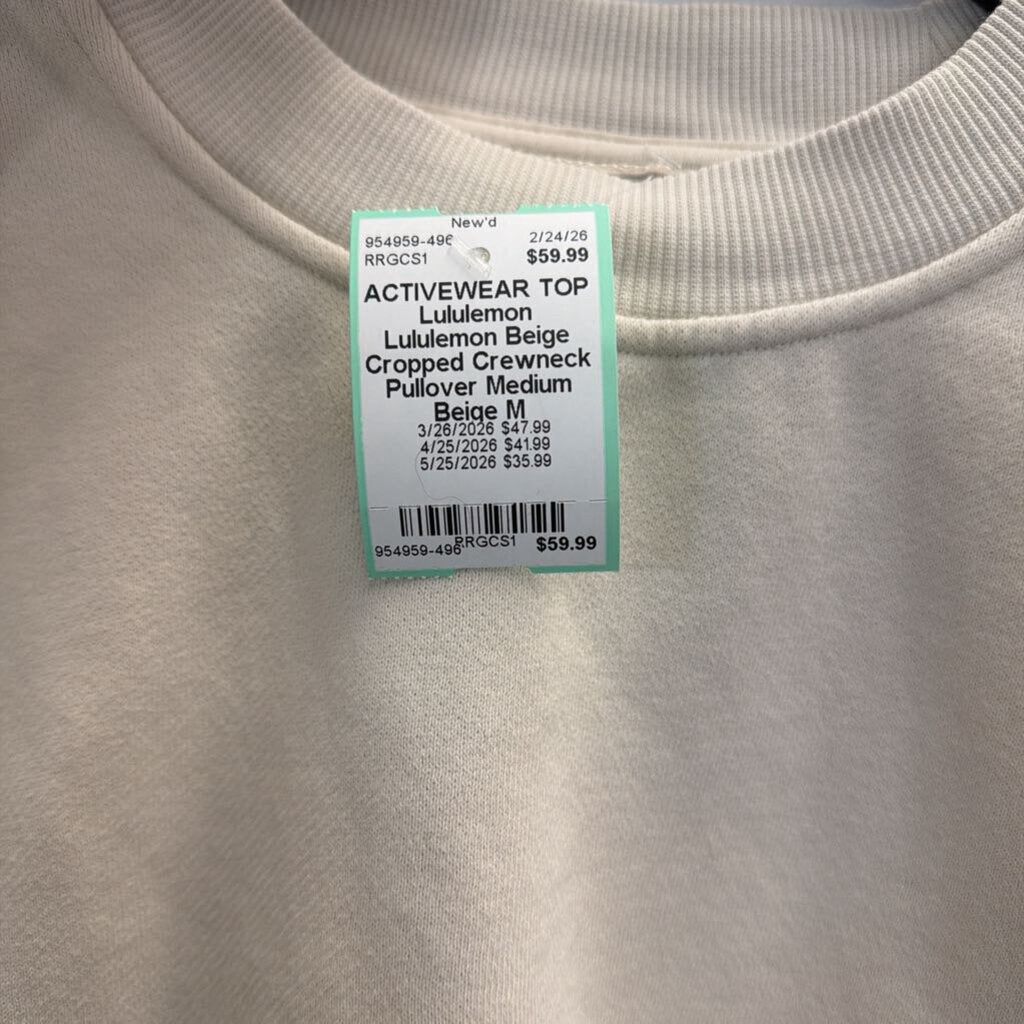 New'd
954959-496 2/24/26
RRGCS1 $59.99
ACTIVEWEAR TOP
Lululemon
Lululemon Beige
Cropped Crewneck
Pullover Medium
Beige M
3/26/2026 $47.99
4/25/2026 $41.99
5/25/2026 $35.99
954959-496 RRGCS1 $59.99